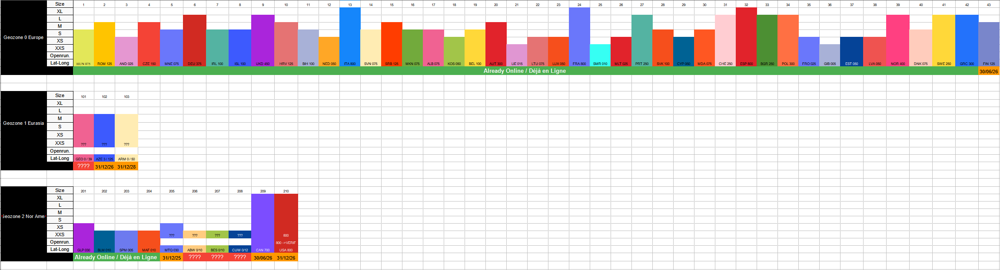 Size 1 2 3 4 5 6 7 8 9 10 11 12 13 14 15 16 17 18 19 20 21 22 23 24 25 26 27 28 29 30 31 32 33 34 35 36 37 38 39 40 41 42 43
XL
L
M
S
Geozone 0 Europe
XS
XXS
Openrun.
Lat-Long HUN 075 ROM 125 AND 025 CZE 150 MNE 075 DEU 375 IRL 100 ISL 100 UKD 450 HRV 125 BIH 100 NED 050 ITA 800 SVN 075 SRB 125 MKN 075 ALB 075 KOS 050 BEL 100 AUT 300 LIE 015 LTU 075 LUX 050 FRA 800 SMR 010 MLT 025 PRT 250 SVK 100 CYP 050 MDA 075 CHE 250 ESP 800 BGR 250 POL 300 FRO 025 GIB 005 EST 050 LVA 050 NOR 400 DNK 075 SWE 250 GRC 300 FIN 125
Already Online / Déjà en Ligne 30/06/26
Size 101 102 103
XL
L
M
Geozone 1 Eurasia
S
XS
XXS ??? ??? ???
Openrun.
Lat-Long GEO 0 / 39 AZE 3 / 125 ARM 0 / 50
???? 31/12/26 31/12/28
Size 201 202 203 204 205 206 207 208 209 210
XL
L
M
Geozone 2 Nor Ame
S
XS
XXS ??? ??? ??? ??? 800
Openrun. 800 -->VERIF
Lat-Long GLP 030 BLM 010 SPM 005 MAF 010 MTQ 030 ABW 0/10 BES 0/10 CUW 0/12 CAN 700 USA 800
Already Online / Déjà en Ligne 31/12/25 ???? ???? ???? 30/06/26 31/12/26